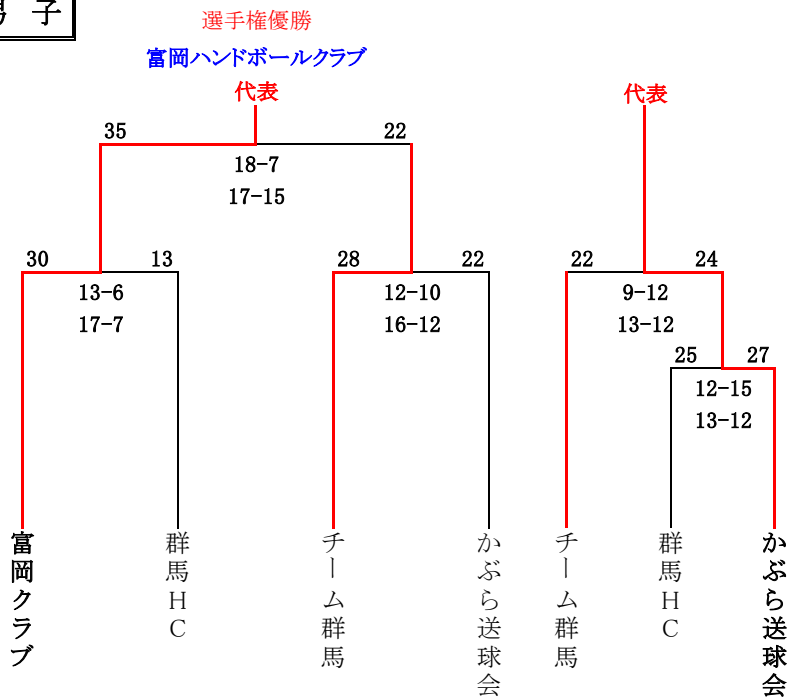 男 子
選手権優勝
富岡ハンドボールクラブ
代表
代表
35
22
18-7
17-15
30
13
28
22
22
24
13-6
17-7
12-10
16-12
9-12
13-12
25
27
12-15
13-12
富岡クラブ
群馬HC
チーム群馬
かぶら送球会
チーム群馬
群馬HC
かぶら送球会